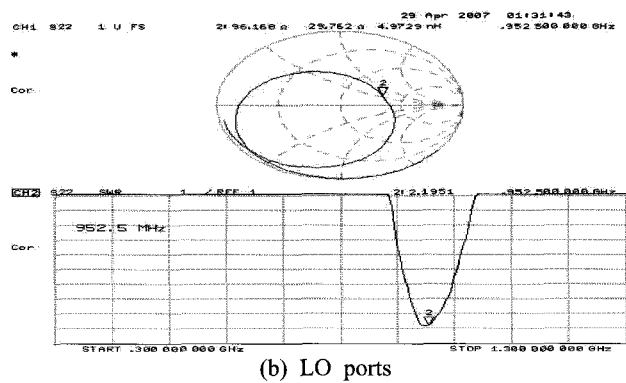 29 Apr 2007 01:31:43
CH1 S22 1 U FS 2: 96.168 Ω 29.762 Ω 4.9729 nH .952 500 000 GHz
*
Cor
2
CH2 S22 SWR 1 /REF 1 2: 2.1951 .952 500 000 GHz
952.5 MHz
Cor
2
START .300 000 000 GHz STOP 1.300 000 000 GHz
(b) LO ports